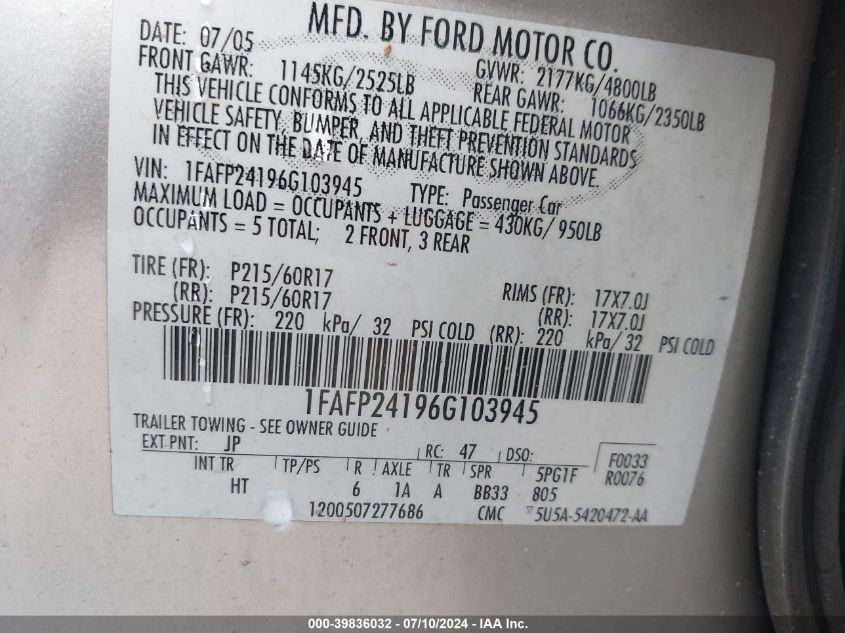 MFD. BY FORD MOTOR CO.
DATE: 07/05 GVWR: 2177KG/4800LB
FRONT GAWR: 1145KG/2525LB REAR GAWR: 1066KG/2350LB
THIS VEHICLE CONFORMS TO ALL APPLICABLE FEDERAL MOTOR
VEHICLE SAFETY, BUMPER, AND THEFT PREVENTION STANDARDS
IN EFFECT ON THE DATE OF MANUFACTURE SHOWN ABOVE.
VIN: 1FAFP24196G103945 TYPE: Passenger Car
MAXIMUM LOAD = OCCUPANTS + LUGGAGE = 430KG/ 950LB
OCCUPANTS = 5 TOTAL; 2 FRONT, 3 REAR
TIRE (FR): P215/60R17 RIMS (FR): 17X7.0J
(RR): P215/60R17 (RR): 17X7.0J
PRESSURE (FR): 220 kPa/ 32 PSI COLD (RR): 220 kPa/ 32 PSI COLD
1FAFP24196G103945
TRAILER TOWING - SEE OWNER GUIDE
EXT PNT: JP RC: 47 DSO: F0033
INT TR TP/PS R AXLE TR SPR 5PG1F R0076
HT 6 1A A BB33 B05
1200507277686 CMC 5U5A-5420472-AA
000-39836032 - 07/10/2024 - IAA Inc.